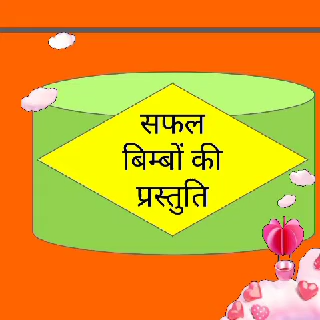 सफल
बिम्बों की
प्रस्तुति